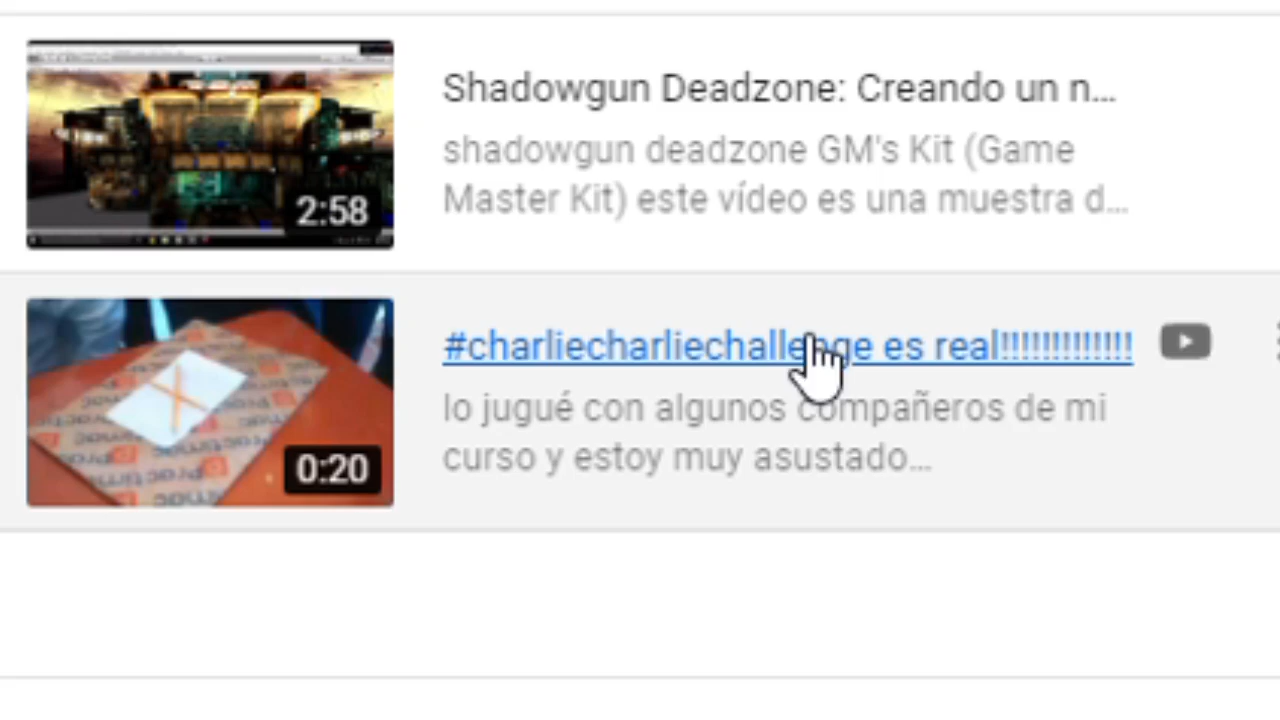 Shadowgun Deadzone: Creando un n...
shadowgun deadzone GM's Kit (Game
Master Kit) este vídeo es una muestra d...
2:58
#charliecharliechallenge es real!!!!!!!!!!!!!
lo jugué con algunos compañeros de mi
curso y estoy muy asustado...
0:20